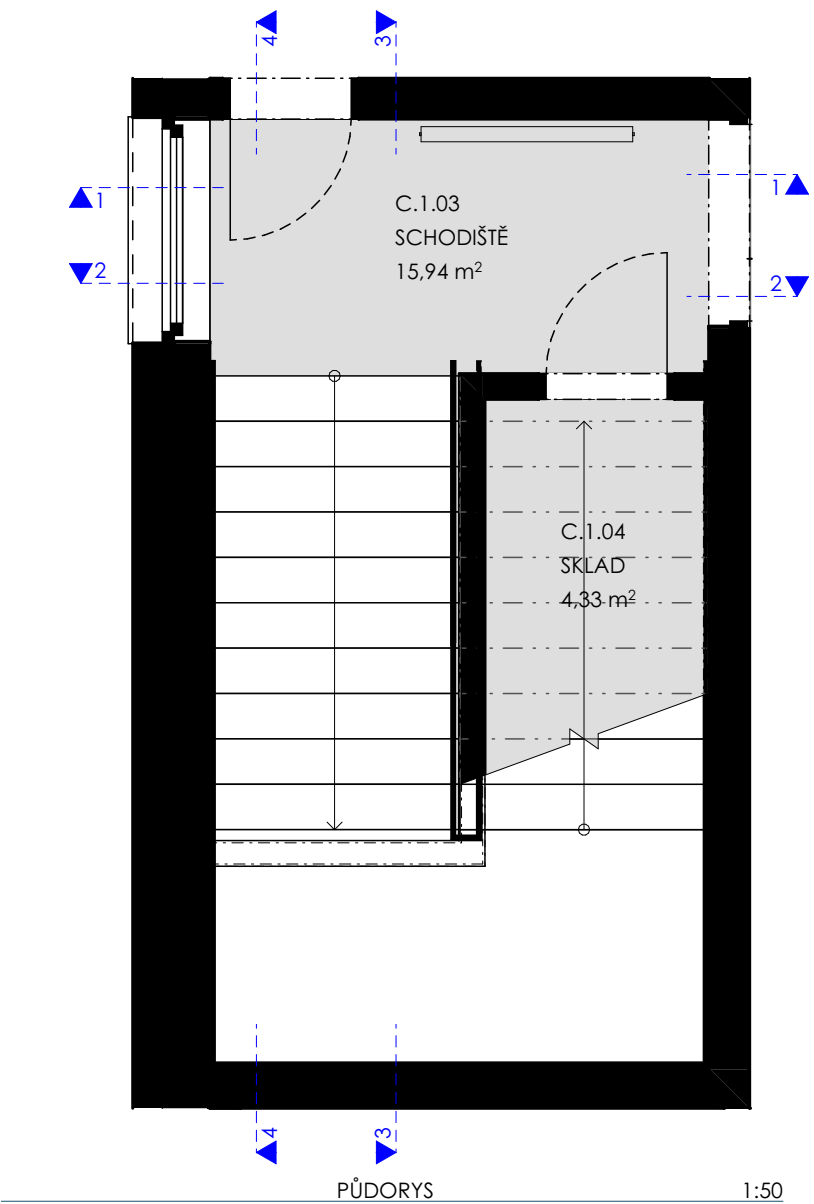 4
3
1
1
2
2
C.1.03
SCHODIŠTĚ
15,94 m²
C.1.04
SKLAD
4,33 m²
4
3
PŮDORYS
1:50